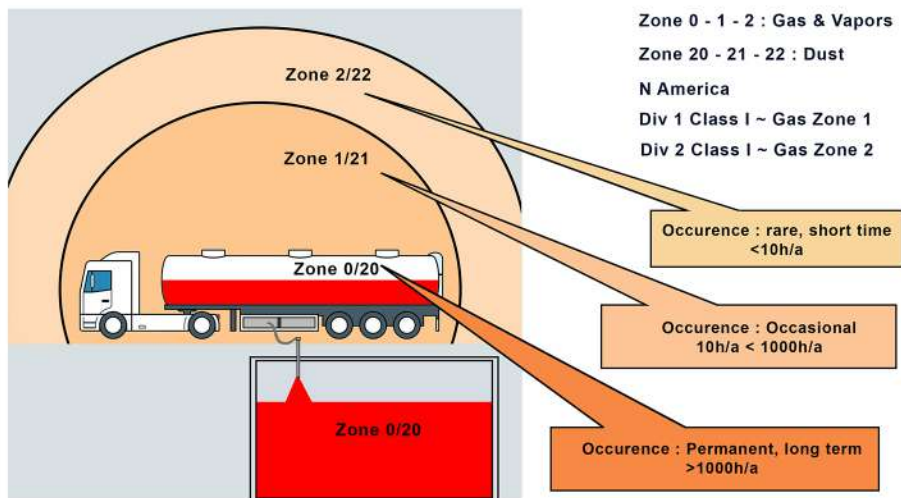 Zone 0 - 1 - 2 : Gas & Vapors
Zone 20 - 21 - 22 : Dust
N America
Div 1 Class I ~ Gas Zone 1
Div 2 Class I ~ Gas Zone 2
Zone 2/22
Zone 1/21
Zone 0/20
Zone 0/20
Occurence : rare, short time
<10h/a
Occurence : Occasional
10h/a < 1000h/a
Occurence : Permanent, long term
>1000h/a